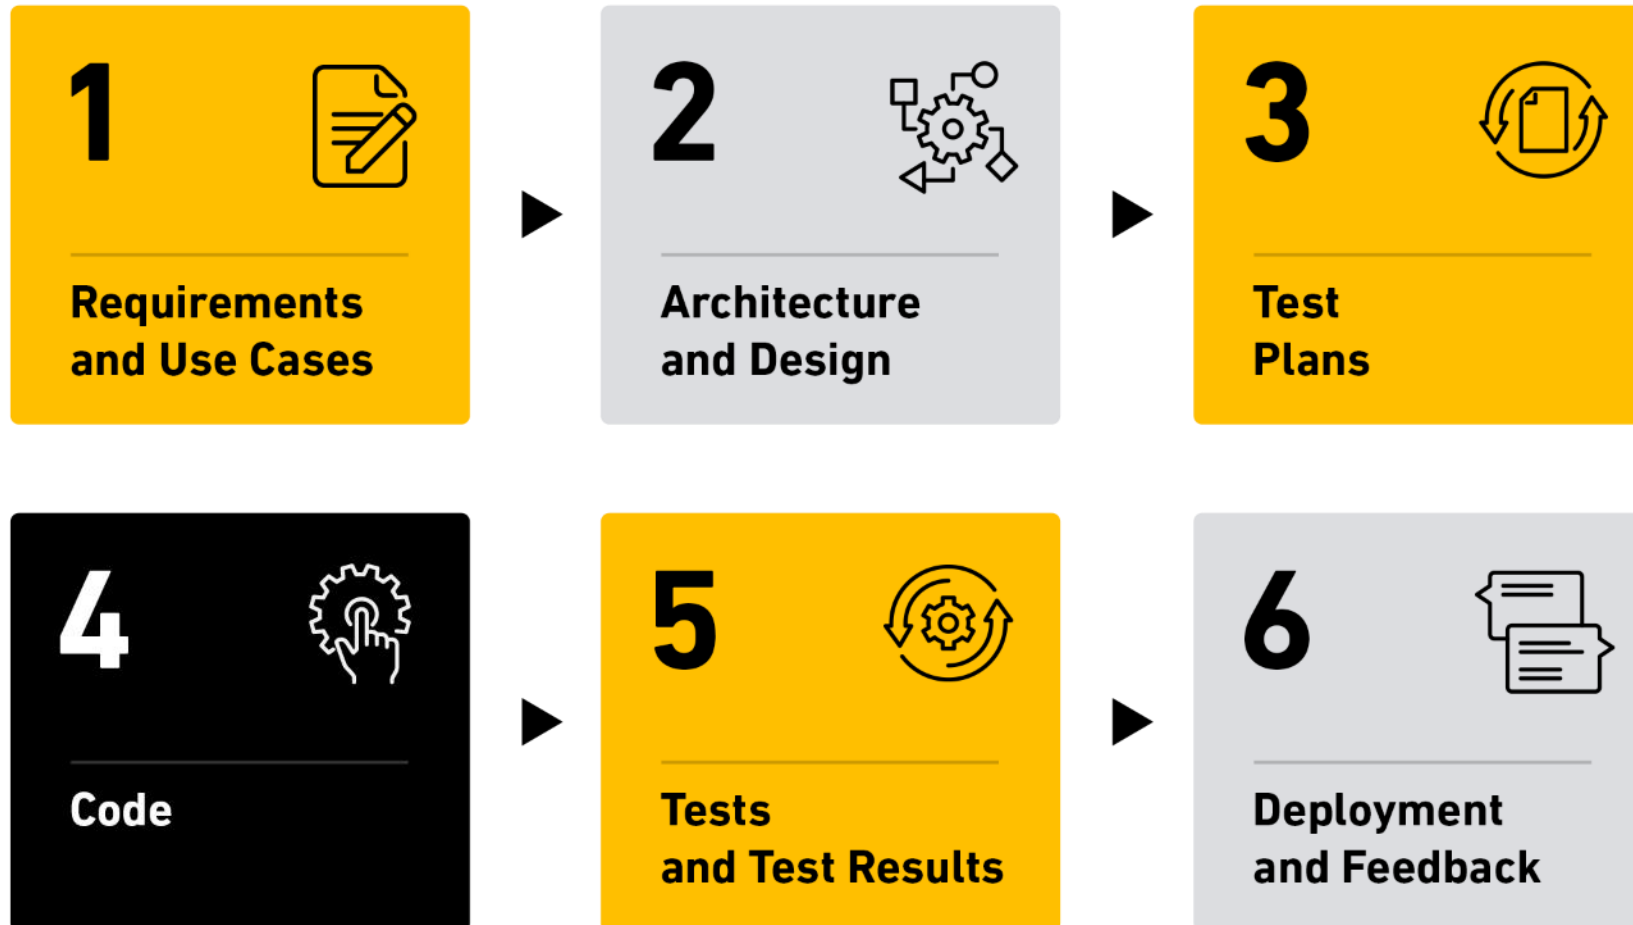 1
Requirements
and Use Cases
2
Architecture
and Design
3
Test
Plans
4
Code
5
Tests
and Test Results
6
Deployment
and Feedback